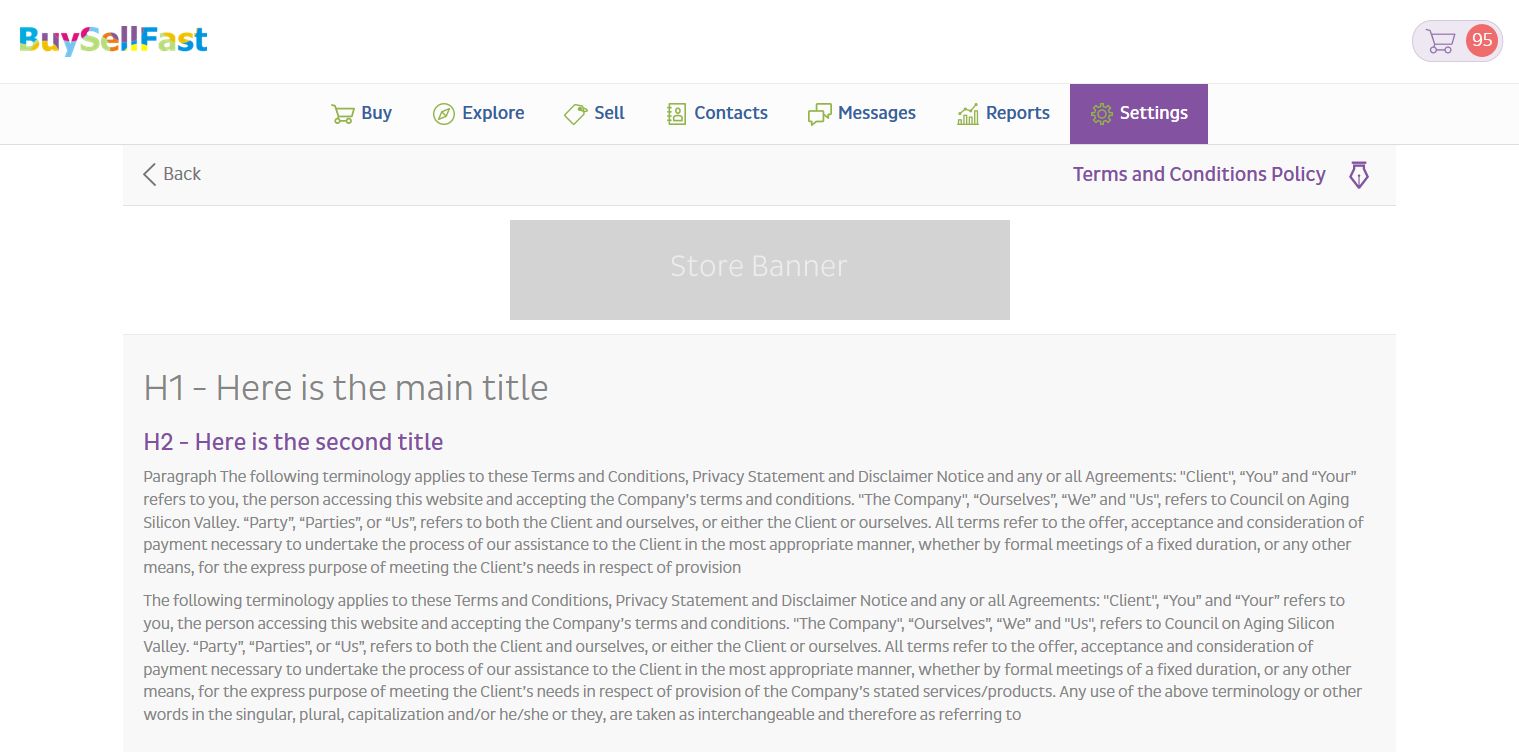 BuySellFast
95
Buy Explore Sell Contacts Messages Reports Settings
Back Terms and Conditions Policy
Store Banner
H1 - Here is the main title
H2 - Here is the second title
Paragraph The following terminology applies to these Terms and Conditions, Privacy Statement and Disclaimer Notice and any or all Agreements: "Client", “You” and “Your”
refers to you, the person accessing this website and accepting the Company’s terms and conditions. "The Company", “Ourselves”, “We” and "Us", refers to Council on Aging
Silicon Valley. “Party”, “Parties”, or “Us”, refers to both the Client and ourselves, or either the Client or ourselves. All terms refer to the offer, acceptance and consideration of
payment necessary to undertake the process of our assistance to the Client in the most appropriate manner, whether by formal meetings of a fixed duration, or any other
means, for the express purpose of meeting the Client’s needs in respect of provision
The following terminology applies to these Terms and Conditions, Privacy Statement and Disclaimer Notice and any or all Agreements: "Client", “You” and “Your” refers to
you, the person accessing this website and accepting the Company’s terms and conditions. "The Company", “Ourselves”, “We” and "Us", refers to Council on Aging Silicon
Valley. “Party”, “Parties”, or “Us”, refers to both the Client and ourselves, or either the Client or ourselves. All terms refer to the offer, acceptance and consideration of
payment necessary to undertake the process of our assistance to the Client in the most appropriate manner, whether by formal meetings of a fixed duration, or any other
means, for the express purpose of meeting the Client’s needs in respect of provision of the Company’s stated services/products. Any use of the above terminology or other
words in the singular, plural, capitalization and/or he/she or they, are taken as interchangeable and therefore as referring to